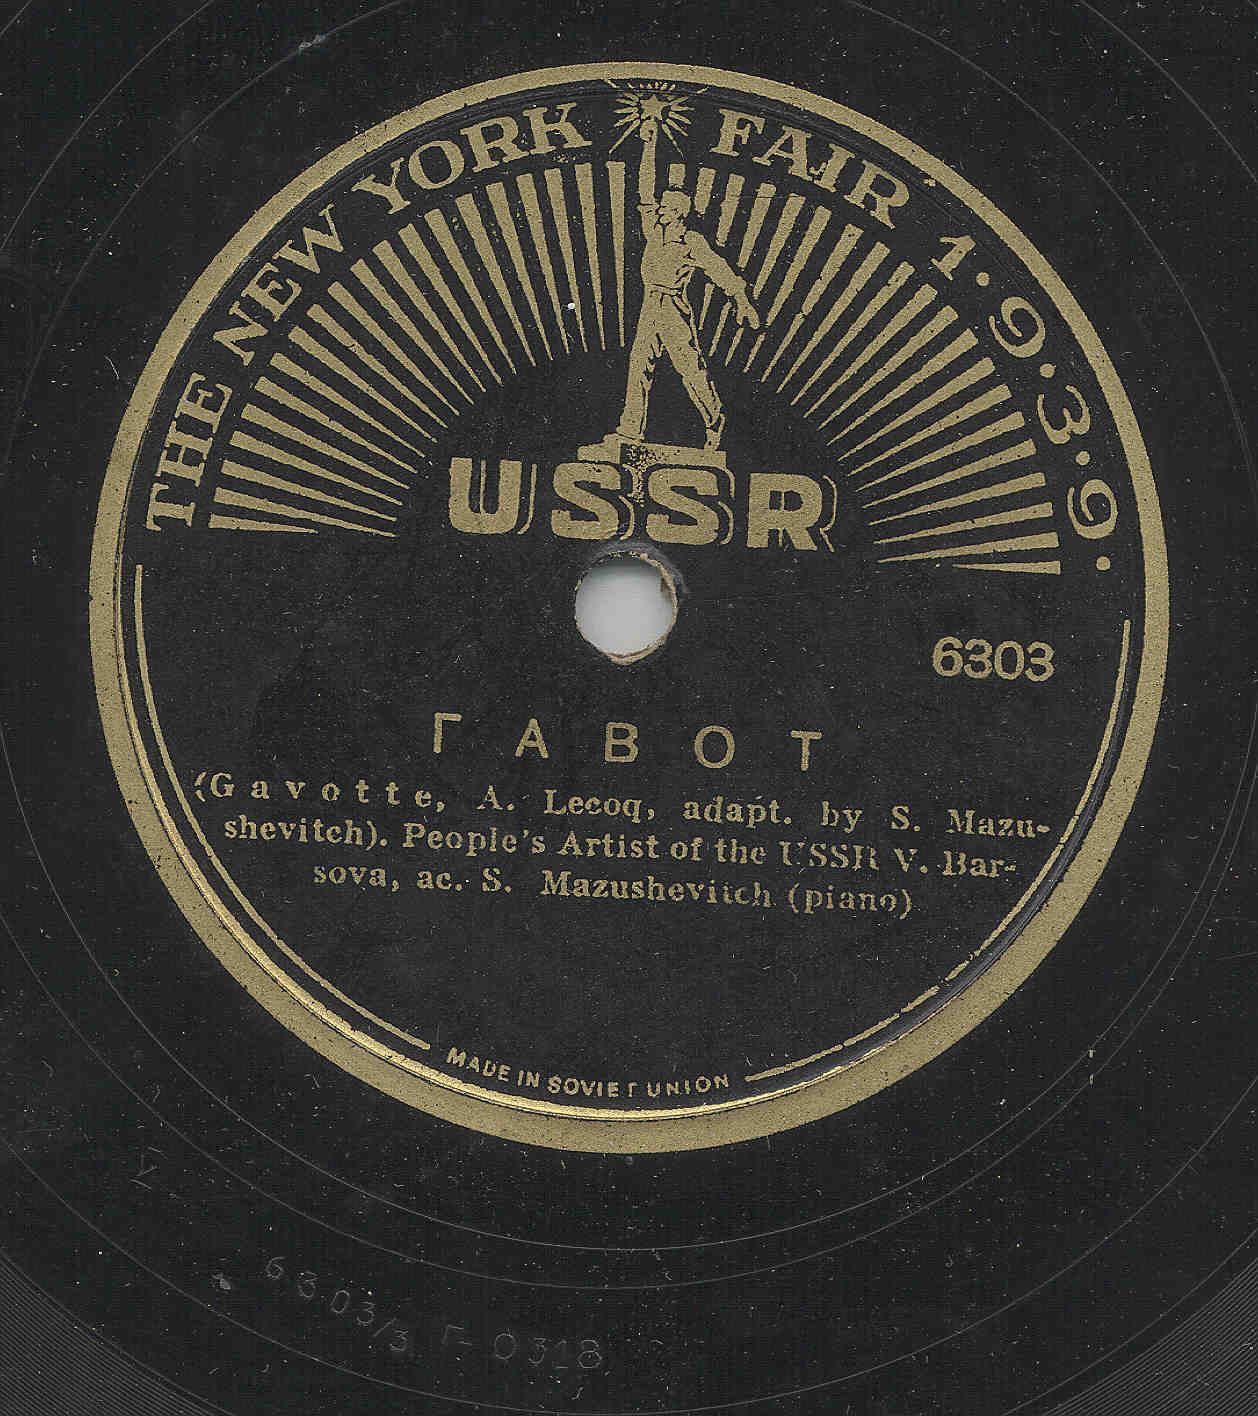 THE NEW YORK FAIR 1·9·3·9·
USSR
6303
ГАВОТ
(Gavotte, A. Lecoq, adapt. by S. Mazu-
shevitch). People's Artist of the USSR V. Bar-
sova, ac. S. Mazushevitch (piano)
MADE IN SOVIET UNION
6303/3 Г-0318